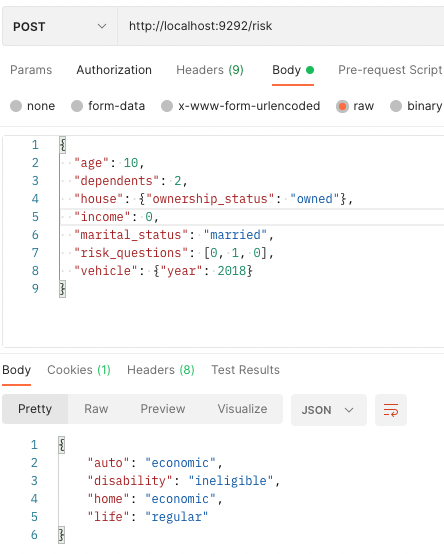 POST http://localhost:9292/risk
Params Authorization Headers (9) Body Pre-request Script
none form-data x-www-form-urlencoded raw binary
1 {
2 "age": 10,
3 "dependents": 2,
4 "house": {"ownership_status": "owned"},
5 "income": 0,
6 "marital_status": "married",
7 "risk_questions": [0, 1, 0],
8 "vehicle": {"year": 2018}
9 }
Body Cookies (1) Headers (8) Test Results
Pretty Raw Preview Visualize JSON
1 {
2 "auto": "economic",
3 "disability": "ineligible",
4 "home": "economic",
5 "life": "regular"
6 }